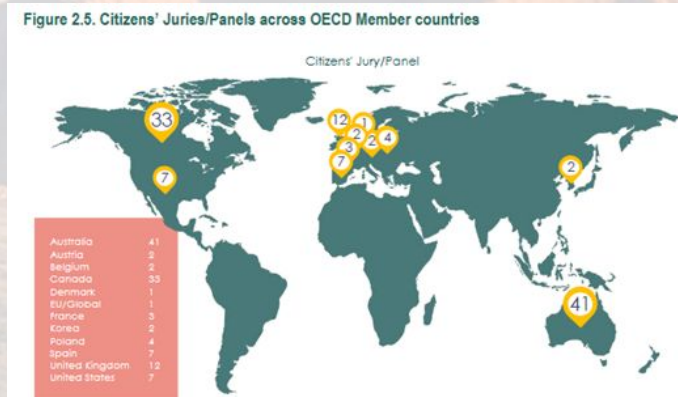 Figure 2.5. Citizens' Juries/Panels across OECD Member countries
Citizens' Jury/Panel
33
12
1
2
2
4
3
7
7
2
41
Australia 41
Austria 2
Belgium 2
Canada 33
Denmark 1
EU/Global 1
France 3
Korea 2
Poland 4
Spain 7
United Kingdom 12
United States 7